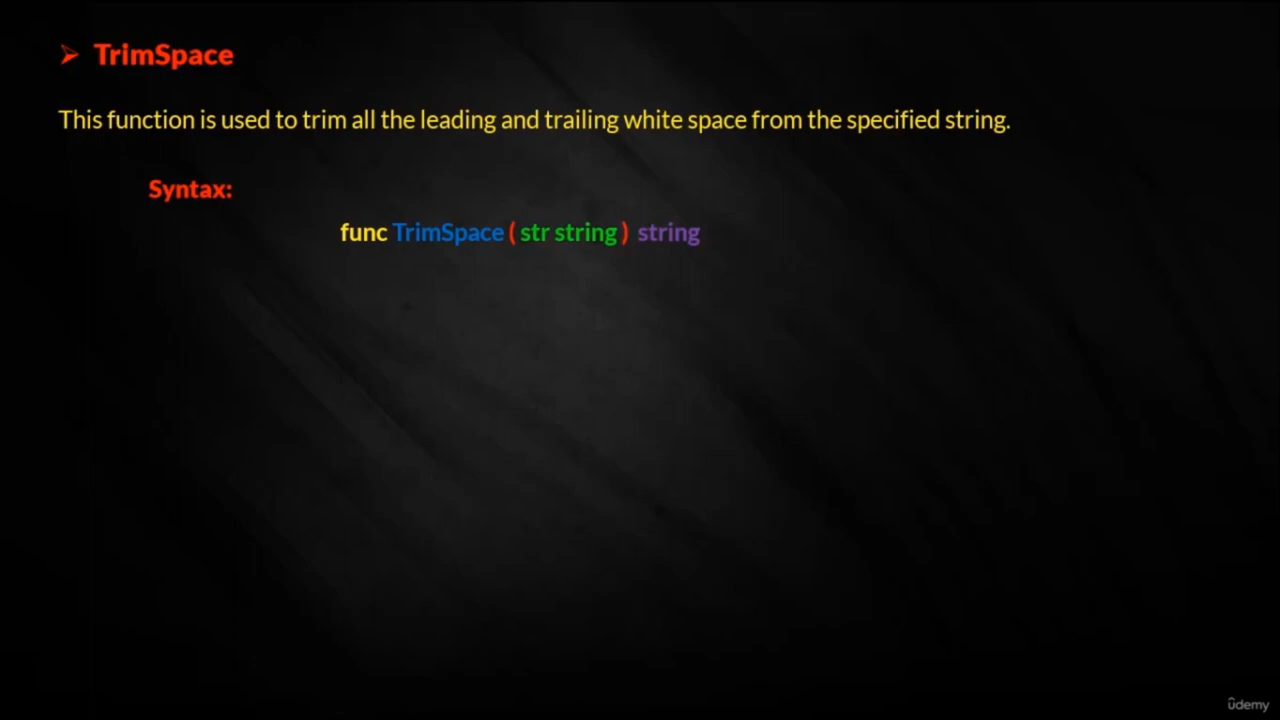 ➢ TrimSpace
This function is used to trim all the leading and trailing white space from the specified string.
Syntax:
func TrimSpace ( str string ) string
ûdemy